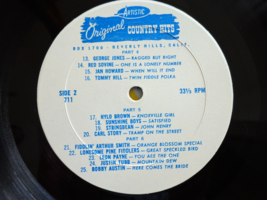 ARTISTIC
Original COUNTRY HITS
BOX 1790 - BEVERLY HILLS, CALIF.
PART 4
13. GEORGE JONES - RAGGED BUT RIGHT
14. RED SOVINE - ONE IS A LONELY NUMBER
15. JAN HOWARD - WHEN WILL IT END
16. TOMMY HILL - TWIN FIDDLE POLKA
SIDE 2
33⅓ RPM
711
PART 5
17. KYLO BROWN - KNOXVILLE GIRL
18. SUNSHINE BOYS - SATISFIED
19. STRINGBEAN - JOHN HENRY
20. CARL STORY - TRAMP ON THE STREET
PART 6
21. FIDDLIN' ARTHUR SMITH - ORANGE BLOSSOM SPECIAL
22. LONESOME PINE FIDDLERS - GREAT SPECKLED BIRD
23. LEON PAYNE - YOU ARE THE ONE
24. JUSTIN TUBB - MOUNTAIN DEW
25. BOBBY AUSTIN - HERE COMES THE BRIDE